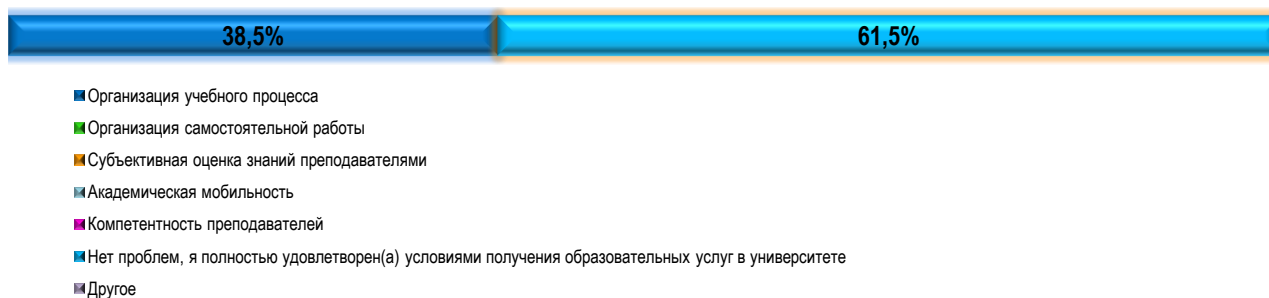 38,5% 61,5%
Организация учебного процесса
Организация самостоятельной работы
Субъективная оценка знаний преподавателями
Академическая мобильность
Компетентность преподавателей
Нет проблем, я полностью удовлетворен(а) условиями получения образовательных услуг в университете
Другое